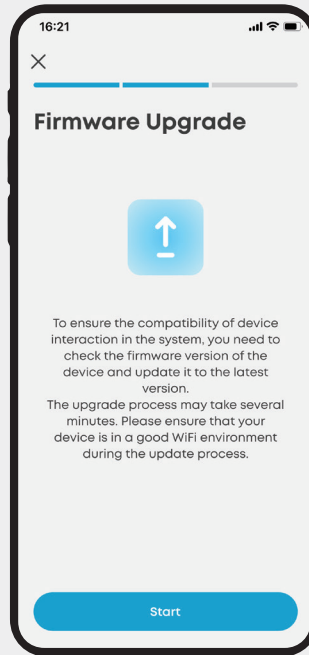 16:21
Firmware Upgrade
To ensure the compatibility of device
interaction in the system, you need to
check the firmware version of the
device and update it to the latest
version.
The upgrade process may take several
minutes. Please ensure that your
device is in a good WiFi environment
during the update process.
Start